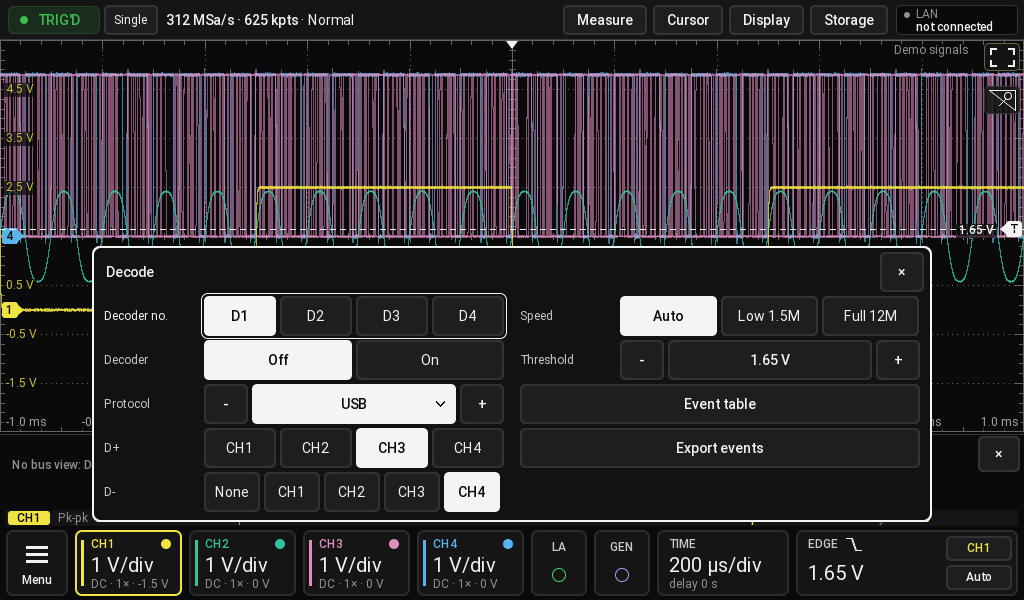 TRIG'D Single 312 MSa/s · 625 kpts · Normal Measure Cursor Display Storage LAN
not connected
Demo signals
4.5 V
3.5 V
2.5 V
4
1.65 V T
0.5 V
1
-0.5 V
-1.5 V
-1.0 ms
1.0 ms
Decode ×
Decoder no. D1 D2 D3 D4 Speed Auto Low 1.5M Full 12M
Decoder Off On Threshold - 1.65 V +
Protocol - USB + Event table
D+ CH1 CH2 CH3 CH4 Export events
D- None CH1 CH2 CH3 CH4
No bus view: D ×
CH1 Pk-pk
Menu
CH1
1 V/div
DC · 1× · -1.5 V
CH2
1 V/div
DC · 1× · 0 V
CH3
1 V/div
DC · 1× · 0 V
CH4
1 V/div
DC · 1× · 0 V
LA
GEN
TIME
200 µs/div
delay 0 s
EDGE
1.65 V
CH1
Auto